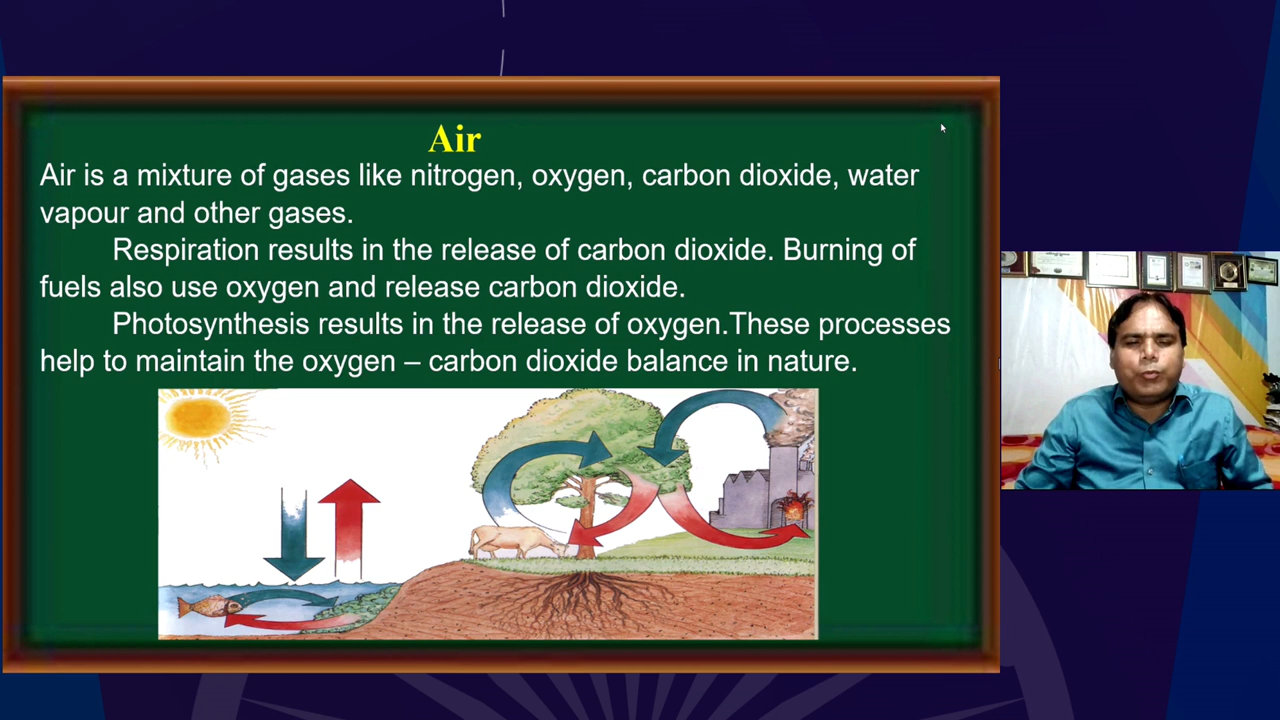 Air
Air is a mixture of gases like nitrogen, oxygen, carbon dioxide, water
vapour and other gases.
Respiration results in the release of carbon dioxide. Burning of
fuels also use oxygen and release carbon dioxide.
Photosynthesis results in the release of oxygen.These processes
help to maintain the oxygen – carbon dioxide balance in nature.